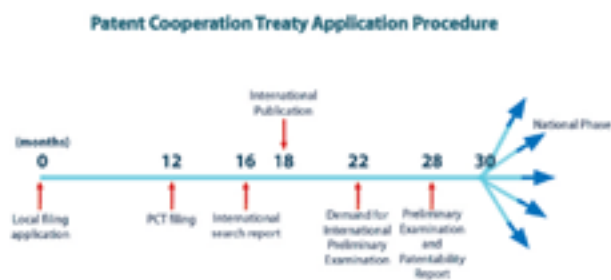 Patent Cooperation Treaty Application Procedure
International
Publication
National Phase
(months)
0
12
16
18
22
28
30
Local filing
application
PCT filing
International
search report
Demand for
International
Preliminary
Examination
Preliminary
Examination
and
Patentability
Report